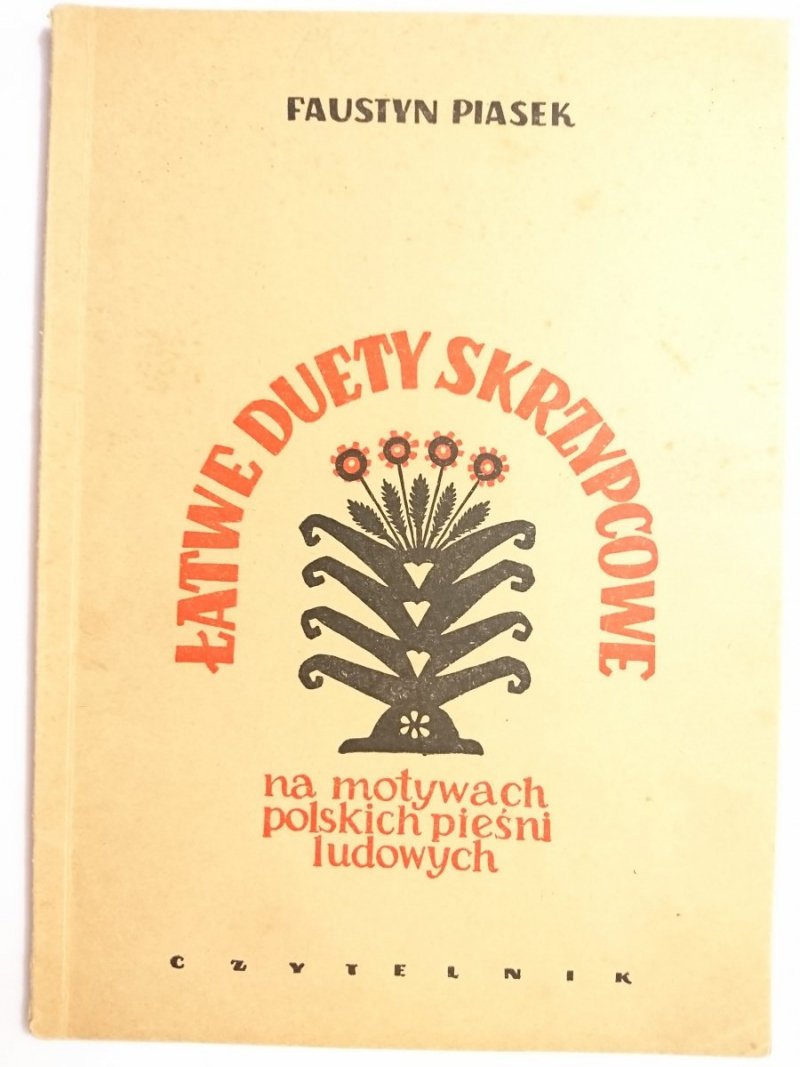 FAUSTYN PIASEK
ŁATWE DUETY SKRZYPCOWE
na motywach
polskich pieśni
ludowych
CZYTELNIK